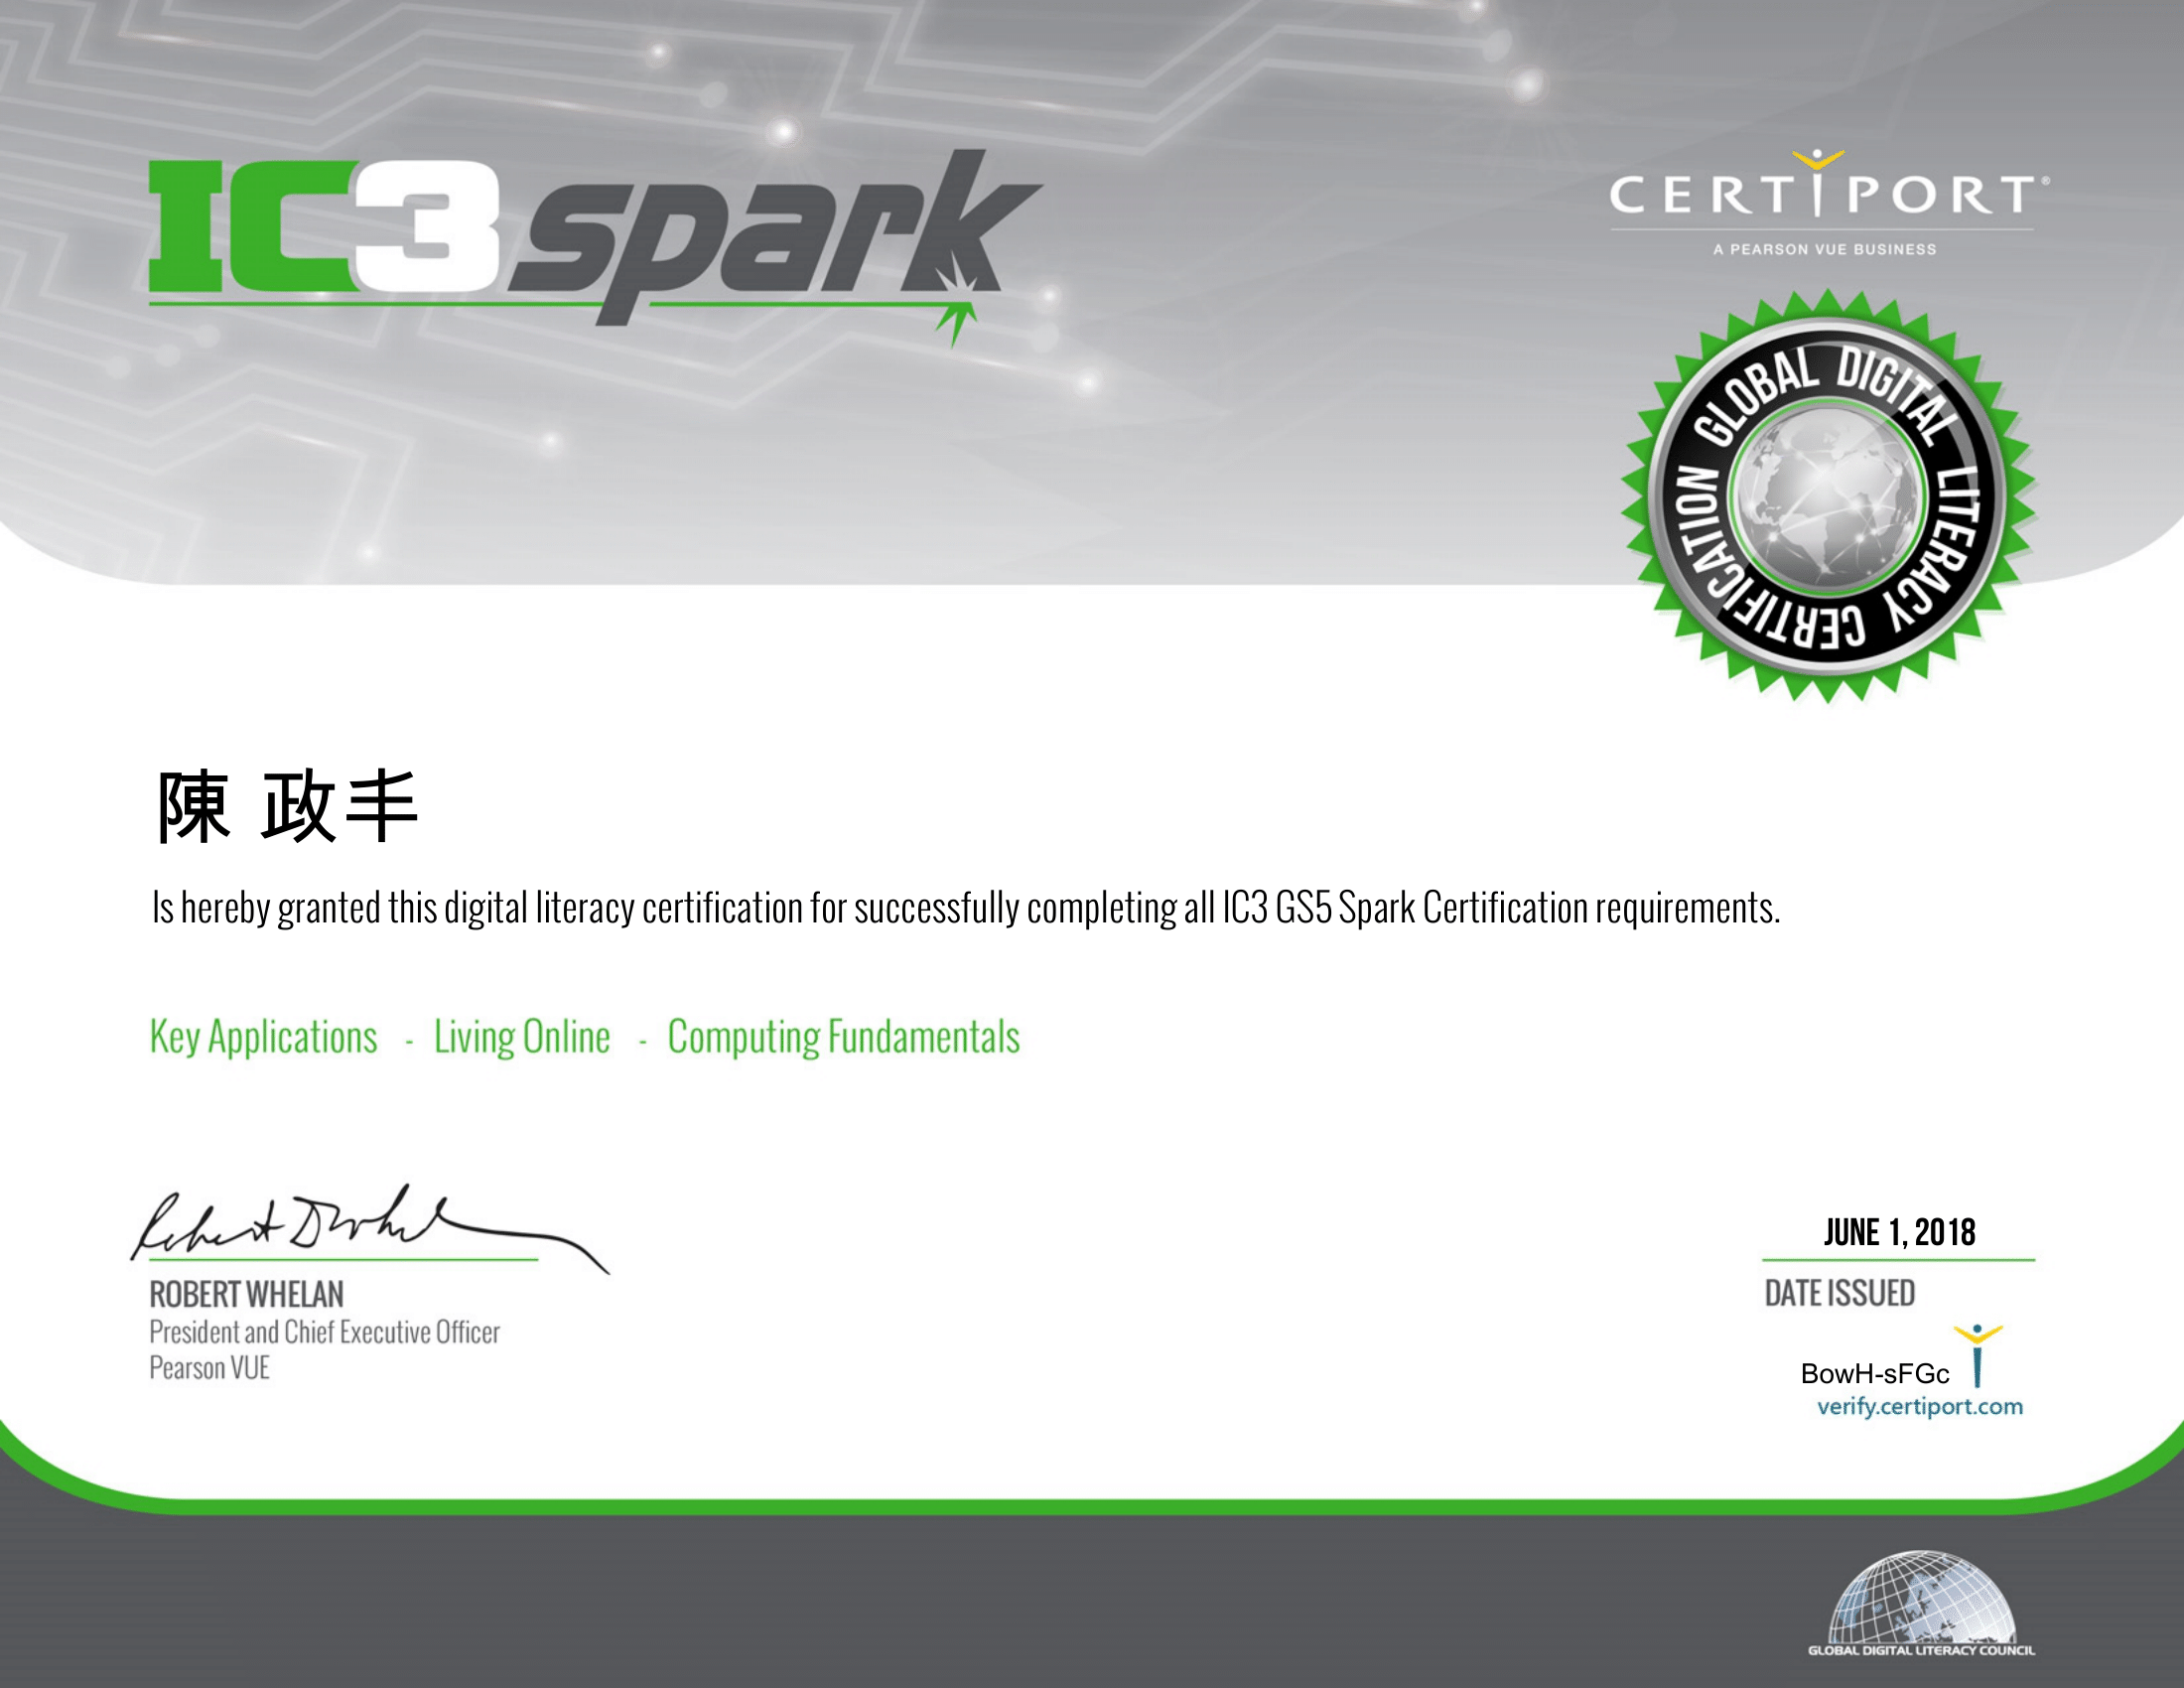 IC3 spark
CERTIPORT®
A PEARSON VUE BUSINESS
GLOBAL DIGITAL LITERACY CERTIFICATION
陳 政丰
Is hereby granted this digital literacy certification for successfully completing all IC3 GS5 Spark Certification requirements.
Key Applications - Living Online - Computing Fundamentals
ROBERT WHELAN
President and Chief Executive Officer
Pearson VUE
JUNE 1, 2018
DATE ISSUED
BowH-sFGc
verify.certiport.com
GLOBAL DIGITAL LITERACY COUNCIL